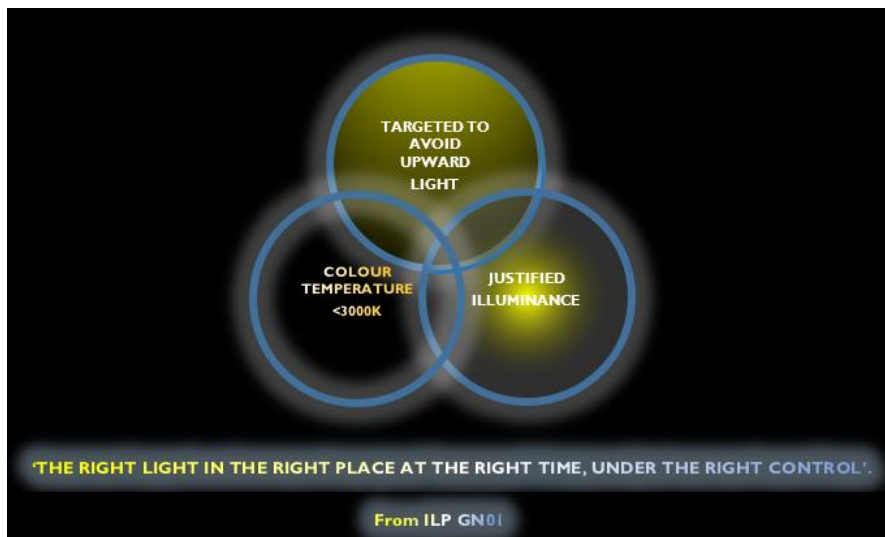 TARGETED TO
AVOID
UPWARD
LIGHT
COLOUR
TEMPERATURE
<3000K
JUSTIFIED
ILLUMINANCE
‘THE RIGHT LIGHT IN THE RIGHT PLACE AT THE RIGHT TIME, UNDER THE RIGHT CONTROL’.
From ILP GN01